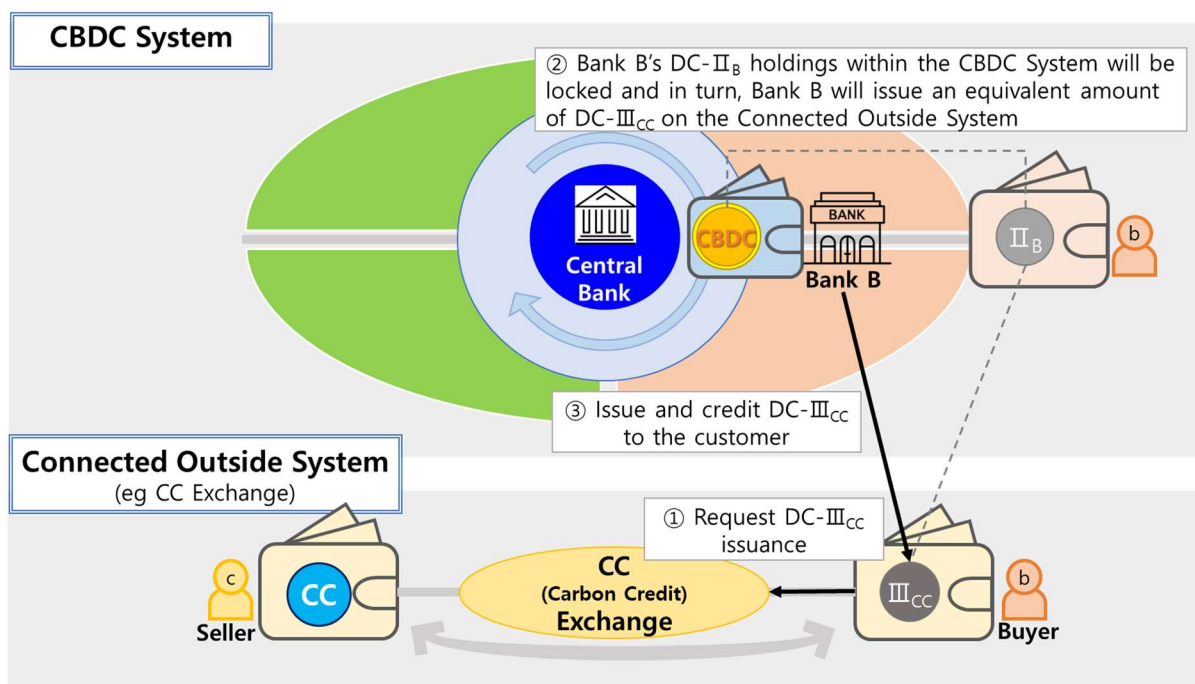 CBDC System
② Bank B's DC-ⅡB holdings within the CBDC System will be
locked and in turn, Bank B will issue an equivalent amount
of DC-ⅢCC on the Connected Outside System
CBDC
BANK
Bank B
Central
Bank
ⅡB
b
③ Issue and credit DC-ⅢCC
to the customer
Connected Outside System
(eg CC Exchange)
① Request DC-ⅢCC
issuance
c
Seller
CC
CC
(Carbon Credit)
Exchange
ⅢCC
b
Buyer